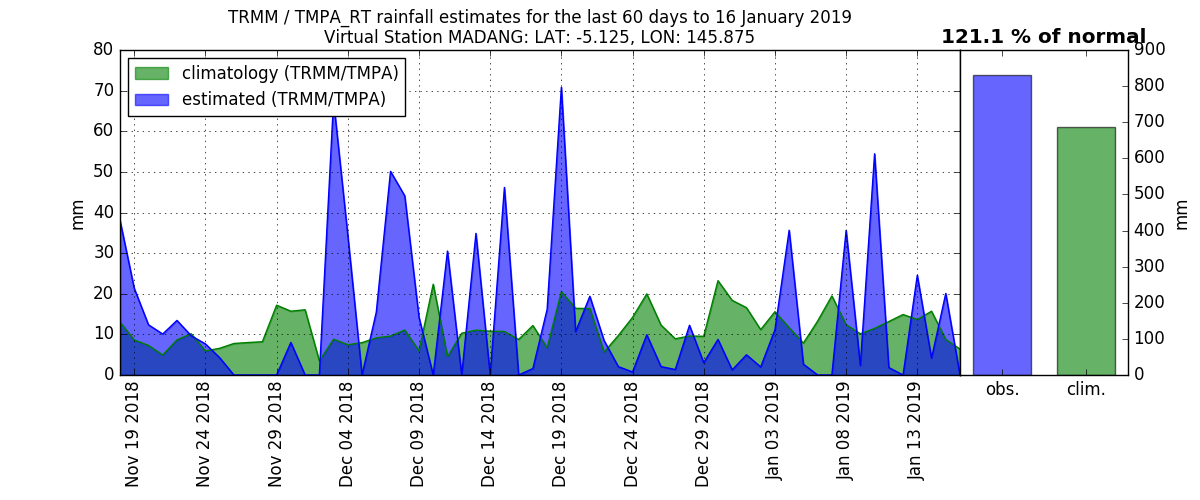 TRMM / TMPA_RT rainfall estimates for the last 60 days to 16 January 2019
Virtual Station MADANG: LAT: -5.125, LON: 145.875
121.1 % of normal
climatology (TRMM/TMPA)
estimated (TRMM/TMPA)
mm
80
70
60
50
40
30
20
10
0
Nov 19 2018
Nov 24 2018
Nov 29 2018
Dec 04 2018
Dec 09 2018
Dec 14 2018
Dec 19 2018
Dec 24 2018
Dec 29 2018
Jan 03 2019
Jan 08 2019
Jan 13 2019
obs.
clim.
900
800
700
600
500
400
300
200
100
0
mm